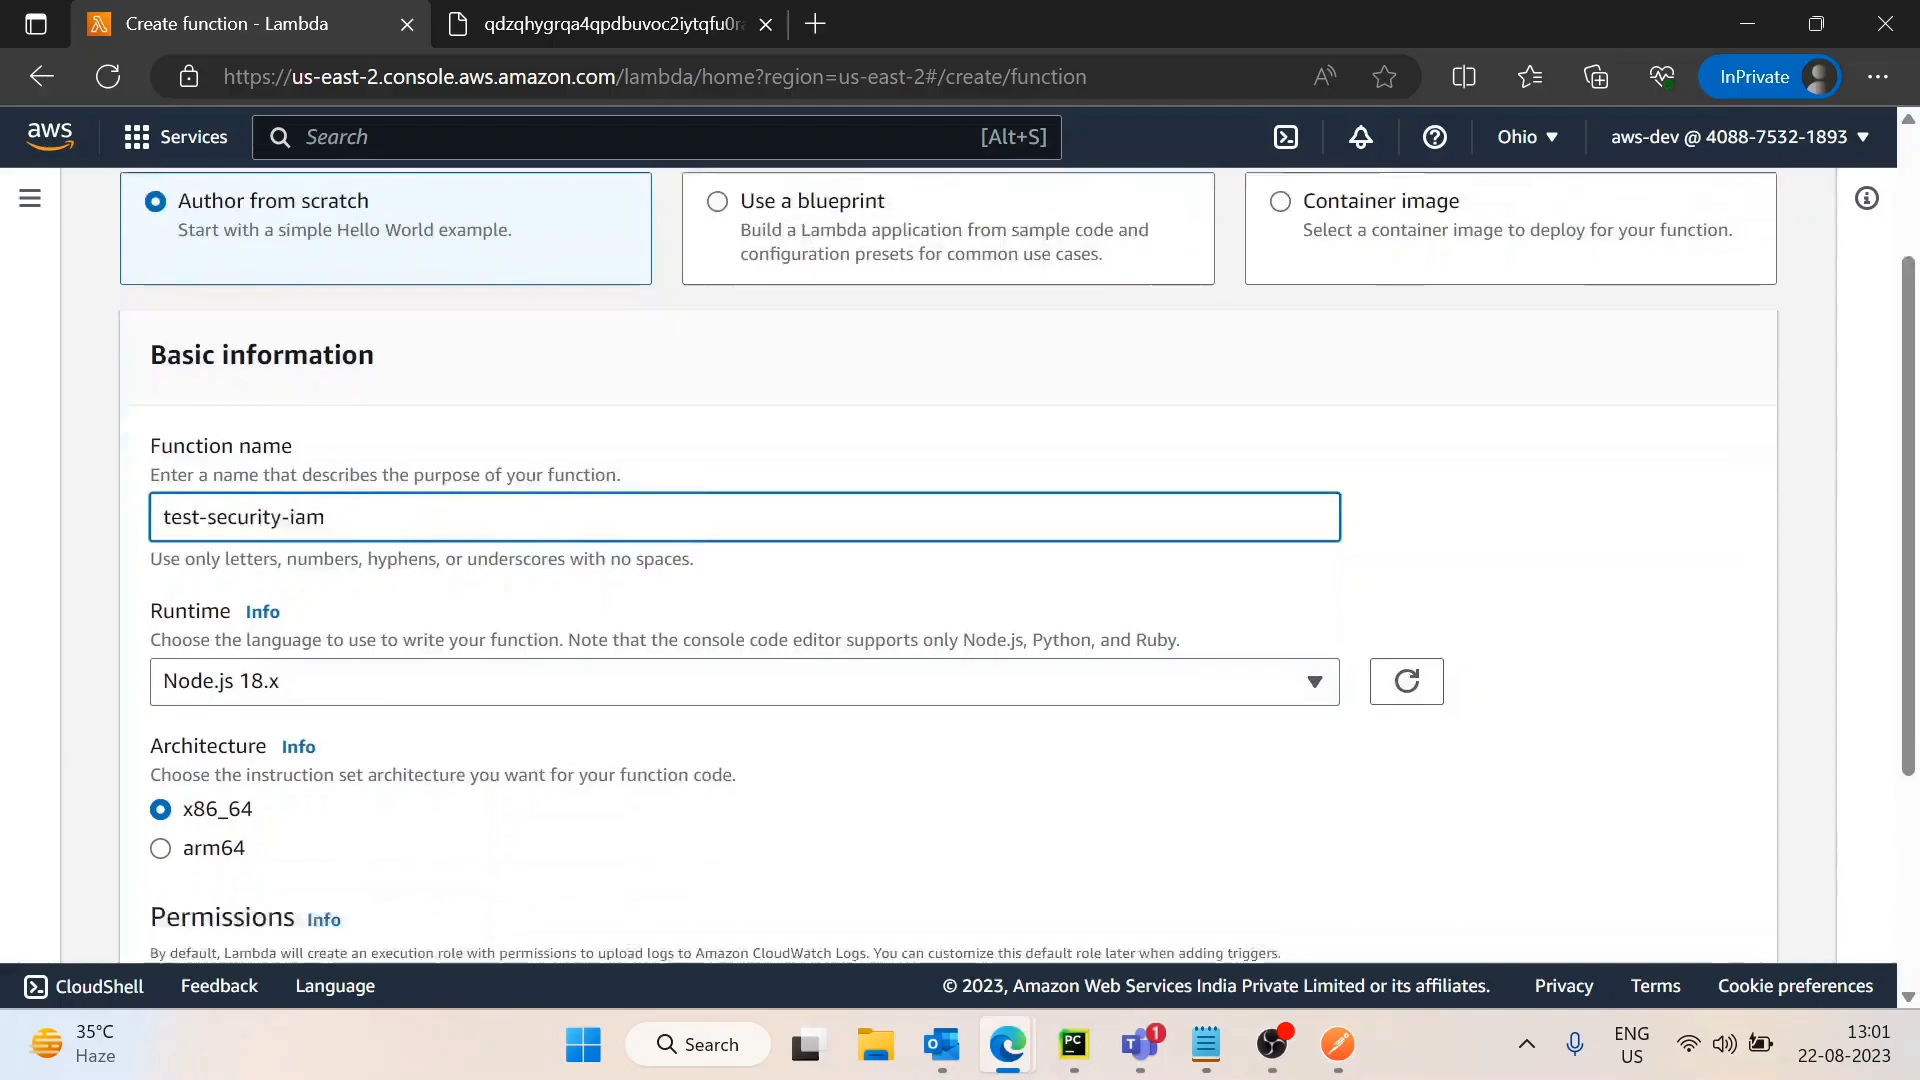 Create function - Lambda
qdzqhygrqa4qpdbuvoc2iytqfu0ra
https://us-east-2.console.aws.amazon.com/lambda/home?region=us-east-2#/create/function
InPrivate
aws
Services
Search
[Alt+S]
Ohio
aws-dev @ 4088-7532-1893
Author from scratch
Start with a simple Hello World example.
Use a blueprint
Build a Lambda application from sample code and
configuration presets for common use cases.
Container image
Select a container image to deploy for your function.
Basic information
Function name
Enter a name that describes the purpose of your function.
test-security-iam
Use only letters, numbers, hyphens, or underscores with no spaces.
Runtime Info
Choose the language to use to write your function. Note that the console code editor supports only Node.js, Python, and Ruby.
Node.js 18.x
Architecture Info
Choose the instruction set architecture you want for your function code.
x86_64
arm64
Permissions Info
By default, Lambda will create an execution role with permissions to upload logs to Amazon CloudWatch Logs. You can customize this default role later when adding triggers.
CloudShell
Feedback
Language
© 2023, Amazon Web Services India Private Limited or its affiliates.
Privacy
Terms
Cookie preferences
35°C
Haze
Search
PC
1
ENG
US
13:01
22-08-2023